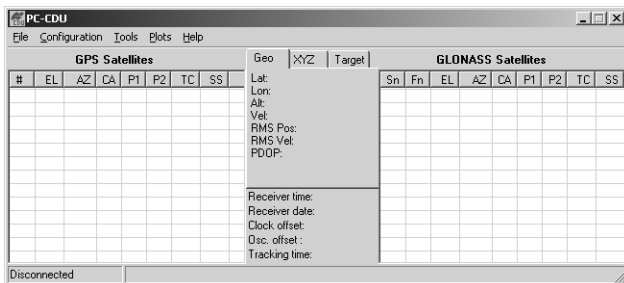 PC-CDU
File Configuration Tools Plots Help
GPS Satellites
# EL AZ CA P1 P2 TC SS
Geo XYZ Target
Lat:
Lon:
Alt:
Vel:
RMS Pos:
RMS Vel:
PDOP:
Receiver time:
Receiver date:
Clock offset:
Osc. offset :
Tracking time:
GLONASS Satellites
Sn Fn EL AZ CA P1 P2 TC SS
Disconnected